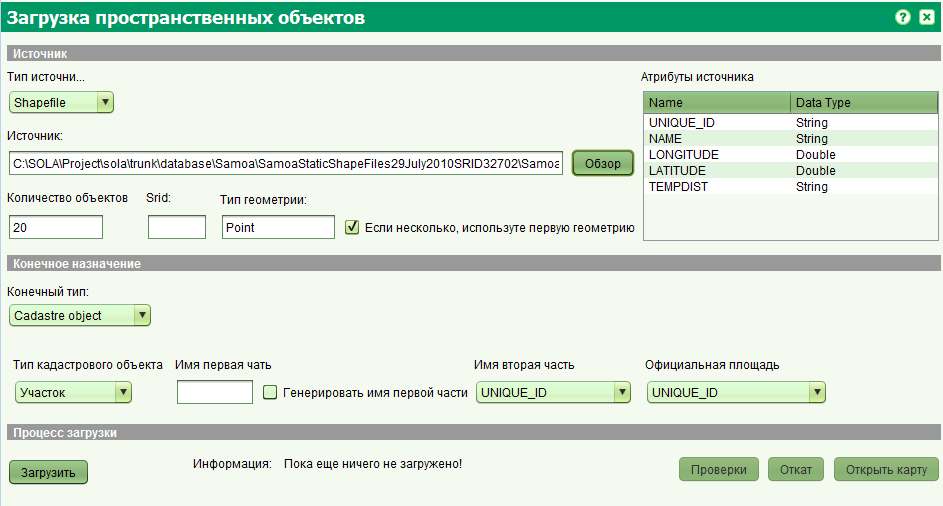 Загрузка пространственных объектов
Источник
Тип источни...
Shapefile
Источник:
C:\SOLA\Project\sola\trunk\database\Samoa\SamoaStaticShapeFiles29July2010SRID32702\Samoa
Обзор
Количество объектов Srid: Тип геометрии:
20 Point Если несколько, используте первую геометрию
Атрибуты источника
Name Data Type
UNIQUE_ID String
NAME String
LONGITUDE Double
LATITUDE Double
TEMPDIST String
Конечное назначение
Конечный тип:
Cadastre object
Тип кадастрового объекта Имя первая чать Имя вторая часть Официальная площадь
Участок Генерировать имя первой части UNIQUE_ID UNIQUE_ID
Процесс загрузки
Загрузить Информация: Пока еще ничего не загружено! Проверки Откат Открыть карту